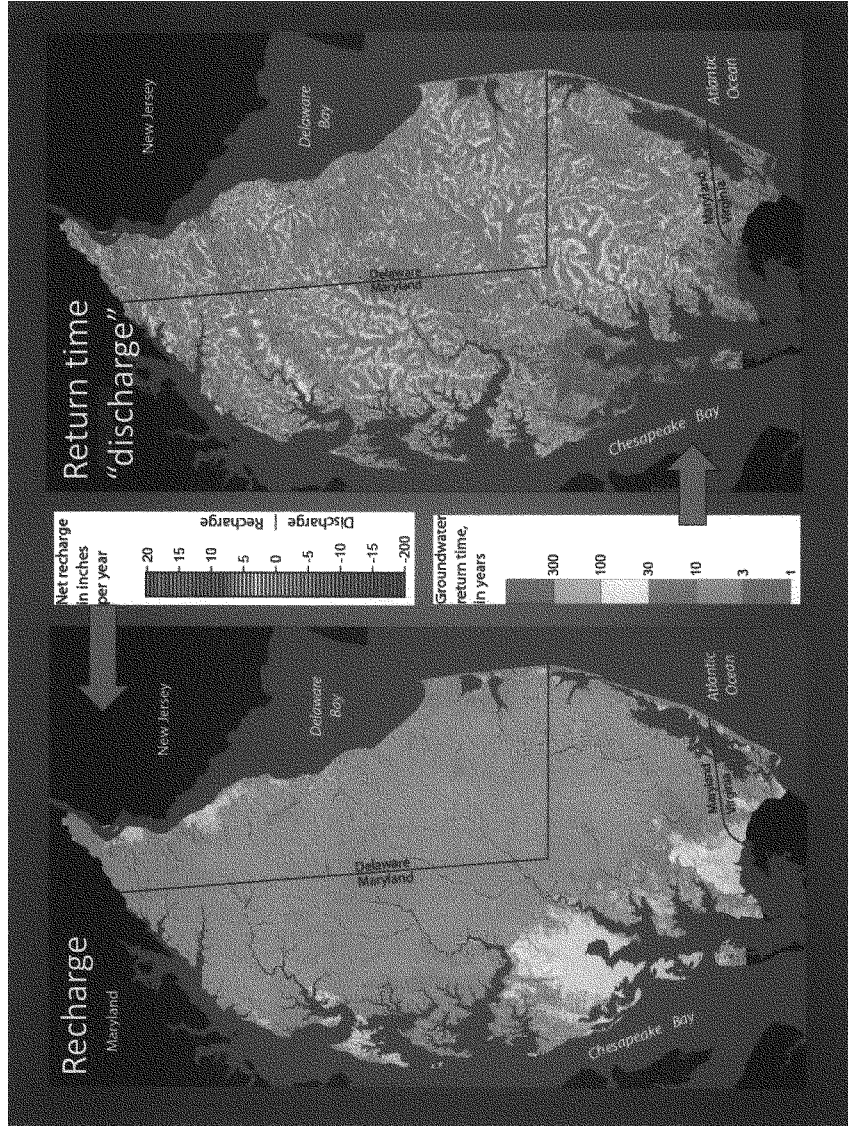 Recharge
Maryland
New Jersey
Delaware
Bay
Delaware
Maryland
Maryland
Virginia
Atlantic
Ocean
Chesapeake Bay
Net recharge
in inches
per year
20
15
10
5
0
-5
-10
-15
-200
Discharge | Recharge
Groundwater
return time,
in years
300
100
30
10
3
1
Return time
“discharge”
New Jersey
Delaware
Bay
Delaware
Maryland
Maryland
Virginia
Atlantic
Ocean
Chesapeake Bay